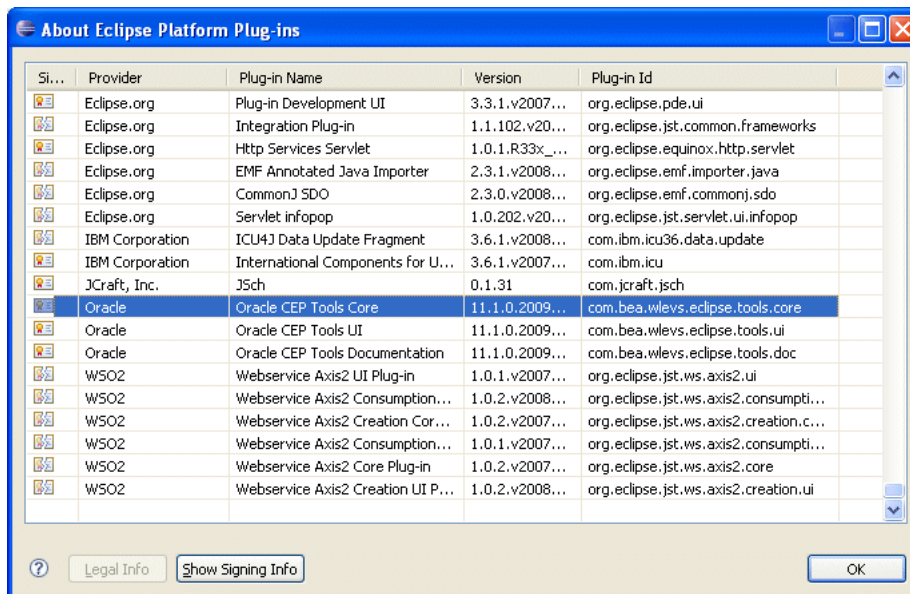 About Eclipse Platform Plug-ins
Si... Provider Plug-in Name Version Plug-in Id
Eclipse.org Plug-in Development UI 3.3.1.v2007... org.eclipse.pde.ui
Eclipse.org Integration Plug-in 1.1.102.v20... org.eclipse.jst.common.frameworks
Eclipse.org Http Services Servlet 1.0.1.R33x_... org.eclipse.equinox.http.servlet
Eclipse.org EMF Annotated Java Importer 2.3.1.v2008... org.eclipse.emf.importer.java
Eclipse.org CommonJ SDO 2.3.0.v2008... org.eclipse.emf.commonj.sdo
Eclipse.org Servlet infopop 1.0.202.v20... org.eclipse.jst.servlet.ui.infopop
IBM Corporation ICU4J Data Update Fragment 3.6.1.v2008... com.ibm.icu36.data.update
IBM Corporation International Components for U... 3.6.1.v2007... com.ibm.icu
JCraft, Inc. JSch 0.1.31 com.jcraft.jsch
Oracle Oracle CEP Tools Core 11.1.0.2009... com.bea.wlevs.eclipse.tools.core
Oracle Oracle CEP Tools UI 11.1.0.2009... com.bea.wlevs.eclipse.tools.ui
Oracle Oracle CEP Tools Documentation 11.1.0.2009... com.bea.wlevs.eclipse.tools.doc
WSO2 Webservice Axis2 UI Plug-in 1.0.1.v2007... org.eclipse.jst.ws.axis2.ui
WSO2 Webservice Axis2 Consumption... 1.0.2.v2008... org.eclipse.jst.ws.axis2.consumpti...
WSO2 Webservice Axis2 Creation Cor... 1.0.2.v2007... org.eclipse.jst.ws.axis2.creation.c...
WSO2 Webservice Axis2 Consumption... 1.0.1.v2007... org.eclipse.jst.ws.axis2.consumpti...
WSO2 Webservice Axis2 Core Plug-in 1.0.2.v2007... org.eclipse.jst.ws.axis2.core
WSO2 Webservice Axis2 Creation UI P... 1.0.2.v2008... org.eclipse.jst.ws.axis2.creation.ui
? Legal Info Show Signing Info OK